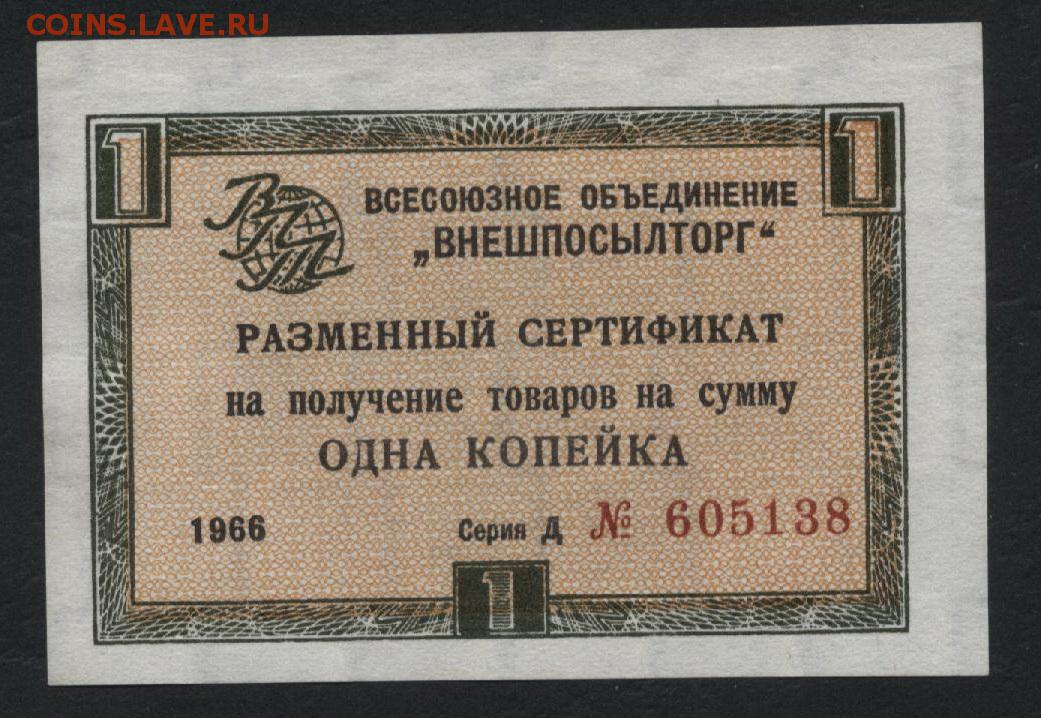 COINS.LAVE.RU
1 1
ВПТ
ВСЕСОЮЗНОЕ ОБЪЕДИНЕНИЕ
„ВНЕШПОСЫЛТОРГ“
РАЗМЕННЫЙ СЕРТИФИКАТ
на получение товаров на сумму
ОДНА КОПЕЙКА
1966 Серия Д № 605138
1